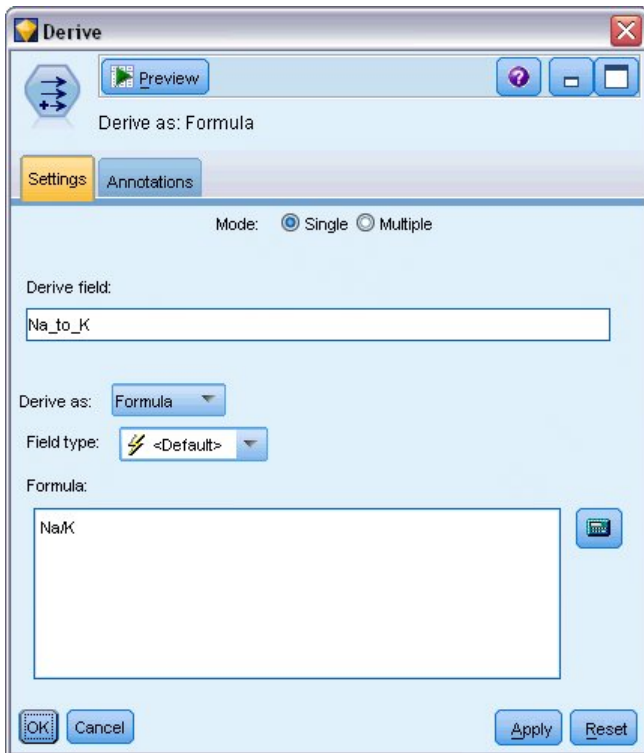 Derive
Preview
Derive as: Formula
Settings Annotations
Mode: Single Multiple
Derive field:
Na_to_K
Derive as: Formula
Field type: <Default>
Formula:
Na/K
OK Cancel Apply Reset